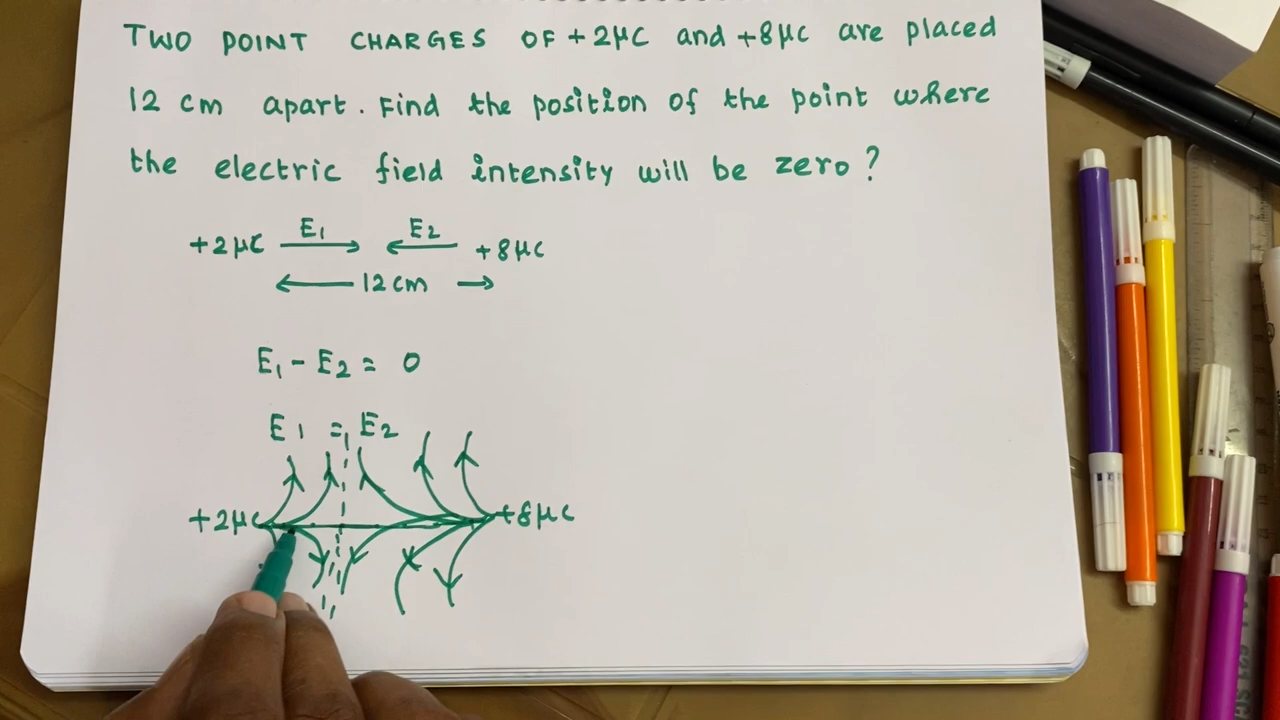 TWO POINT CHARGES OF +2μC and +8μC are placed
12 cm apart. Find the position of the point where
the electric field intensity will be zero?
+2μC E1 E2 +8μC
12 cm
E1 - E2 = 0
E1 = E2
+2μC +8μC